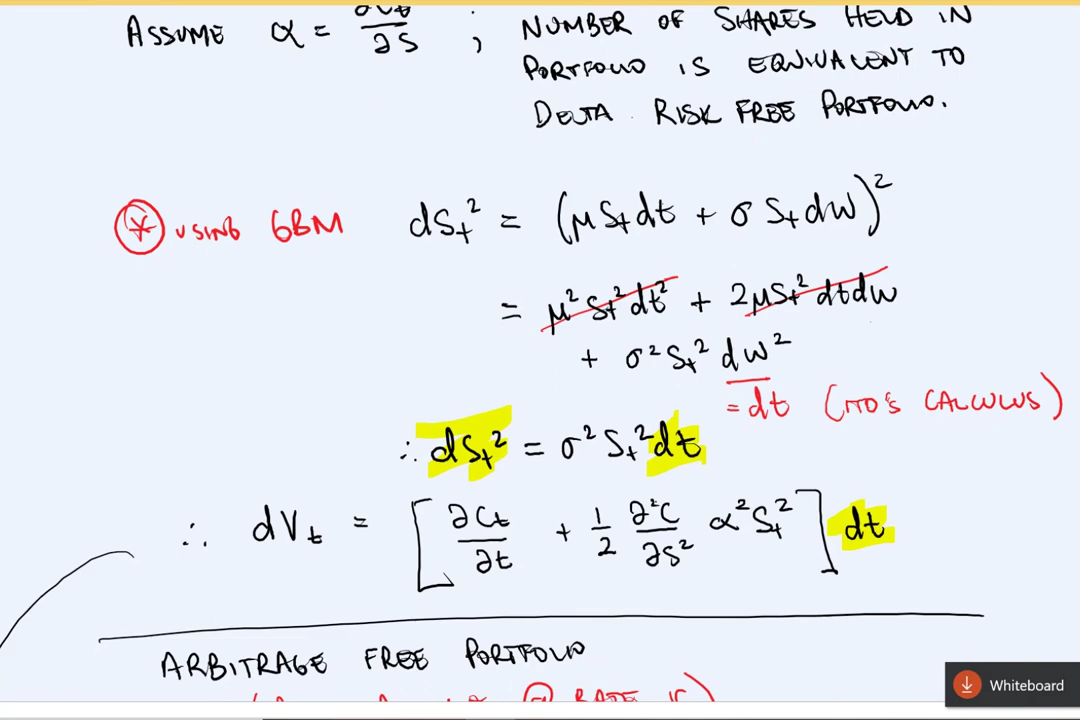 ASSUME α = ∂ / ∂S ; NUMBER OF SHARES HELD IN
PORTFOLIO IS EQUIVALENT TO
DELTA RISK FREE PORTFOLIO.
* USING GBM dSₜ² = (μSₜdt + σSₜdW)²
= μ²Sₜ²dt² + 2μSₜ²dtdW
+ σ²Sₜ²dW²
= dt (ITO'S CALCULUS)
∴ dSₜ² = σ²Sₜ²dt
∴ dVₜ = [∂Cₜ/∂t + 1/2 ∂²C/∂S² α²Sₜ²] dt
ARBITRAGE FREE PORTFOLIO
@ RATE r)
Whiteboard